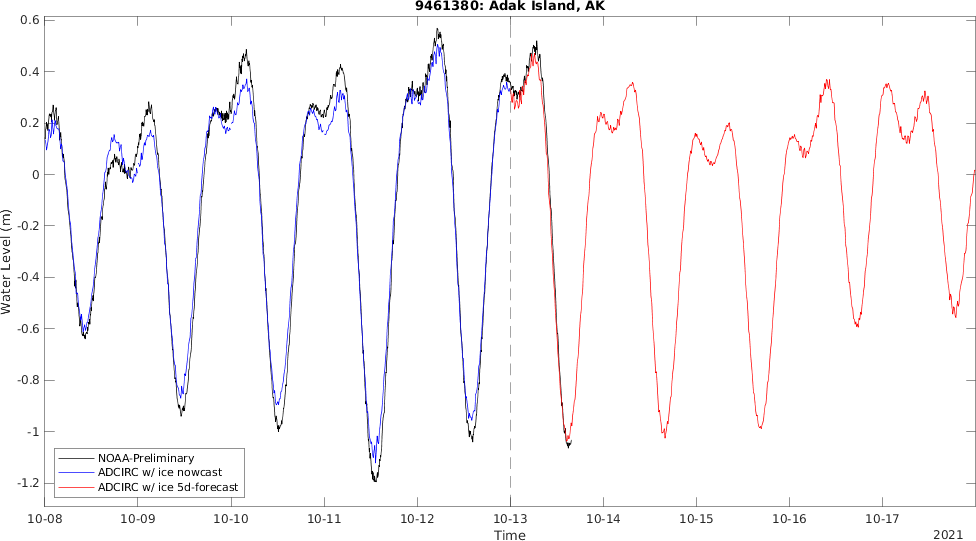 9461380: Adak Island, AK
0.6
0.4
0.2
0
-0.2
-0.4
-0.6
-0.8
-1
-1.2
Water Level (m)
NOAA-Preliminary
ADCIRC w/ ice nowcast
ADCIRC w/ ice 5d-forecast
10-08 10-09 10-10 10-11 10-12 10-13 10-14 10-15 10-16 10-17
Time
2021